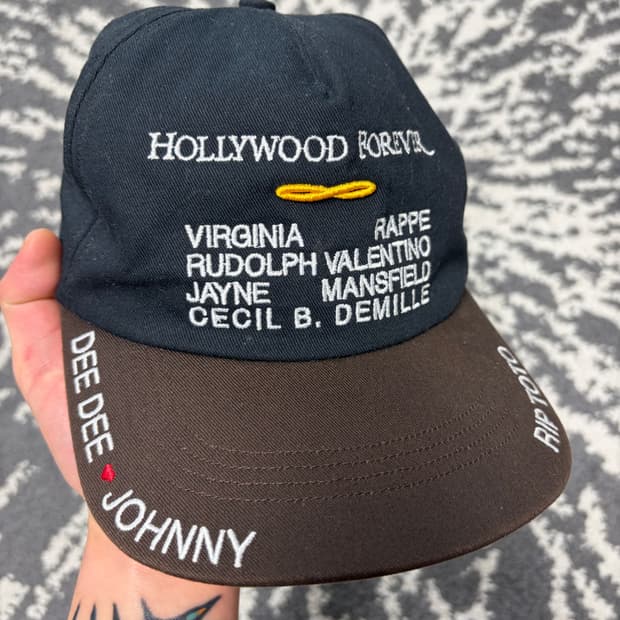 HOLLYWOOD FOREVER
VIRGINIA RAPPE
RUDOLPH VALENTINO
JAYNE MANSFIELD
CECIL B. DEMILLE
DEE DEE
JOHNNY
RIP TOTO